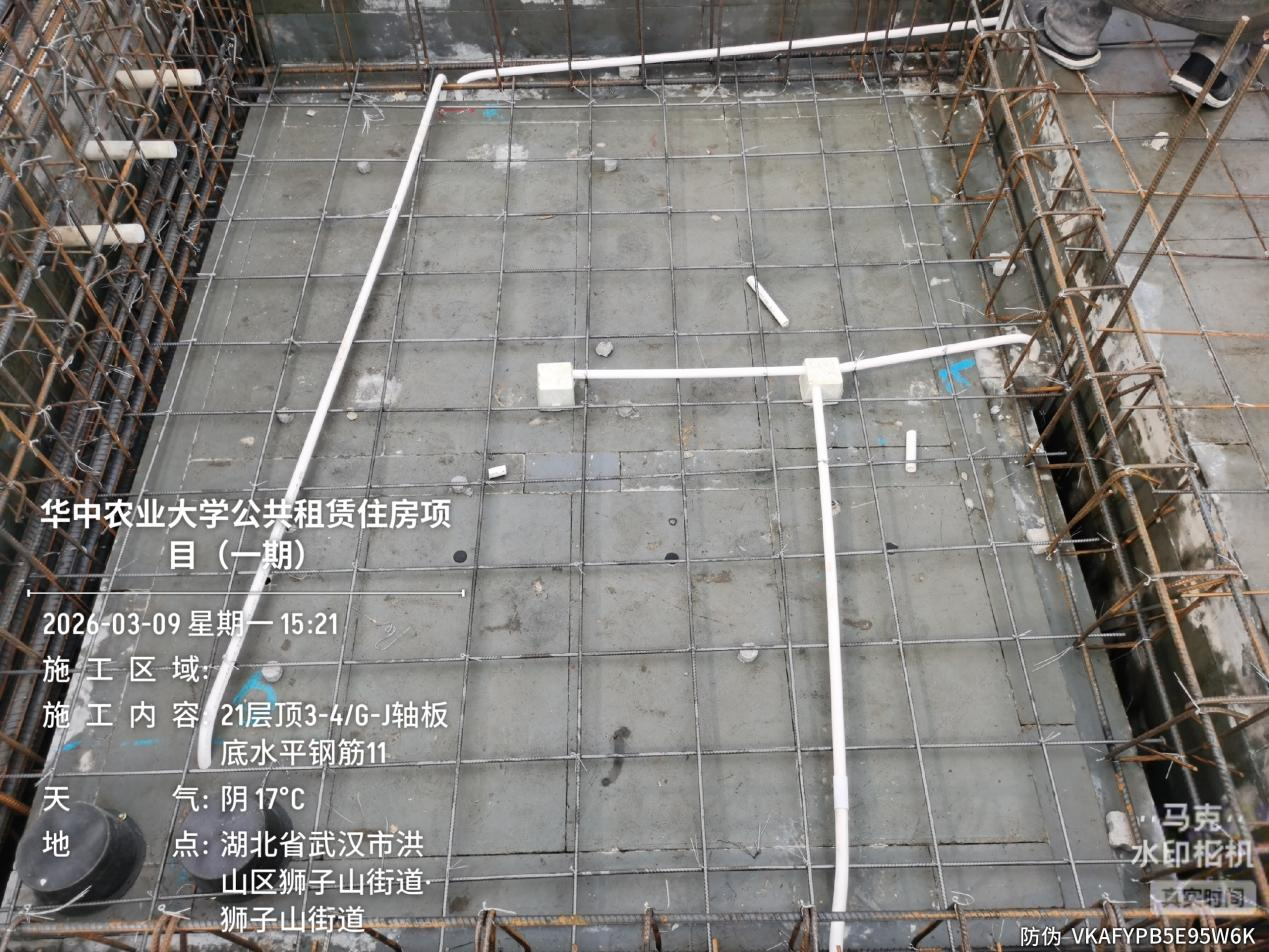 华中农业大学公共租赁住房项
目（一期）
2026-03-09 星期一 15:21
施工区域:
施工内容: 21层顶3-4/G-J轴板
底水平钢筋11
天气: 阴 17°C
地点: 湖北省武汉市洪
山区狮子山街道·
狮子山街道
马克
水印相机
真实时间
防伪 VKAFYPB5E95W6K